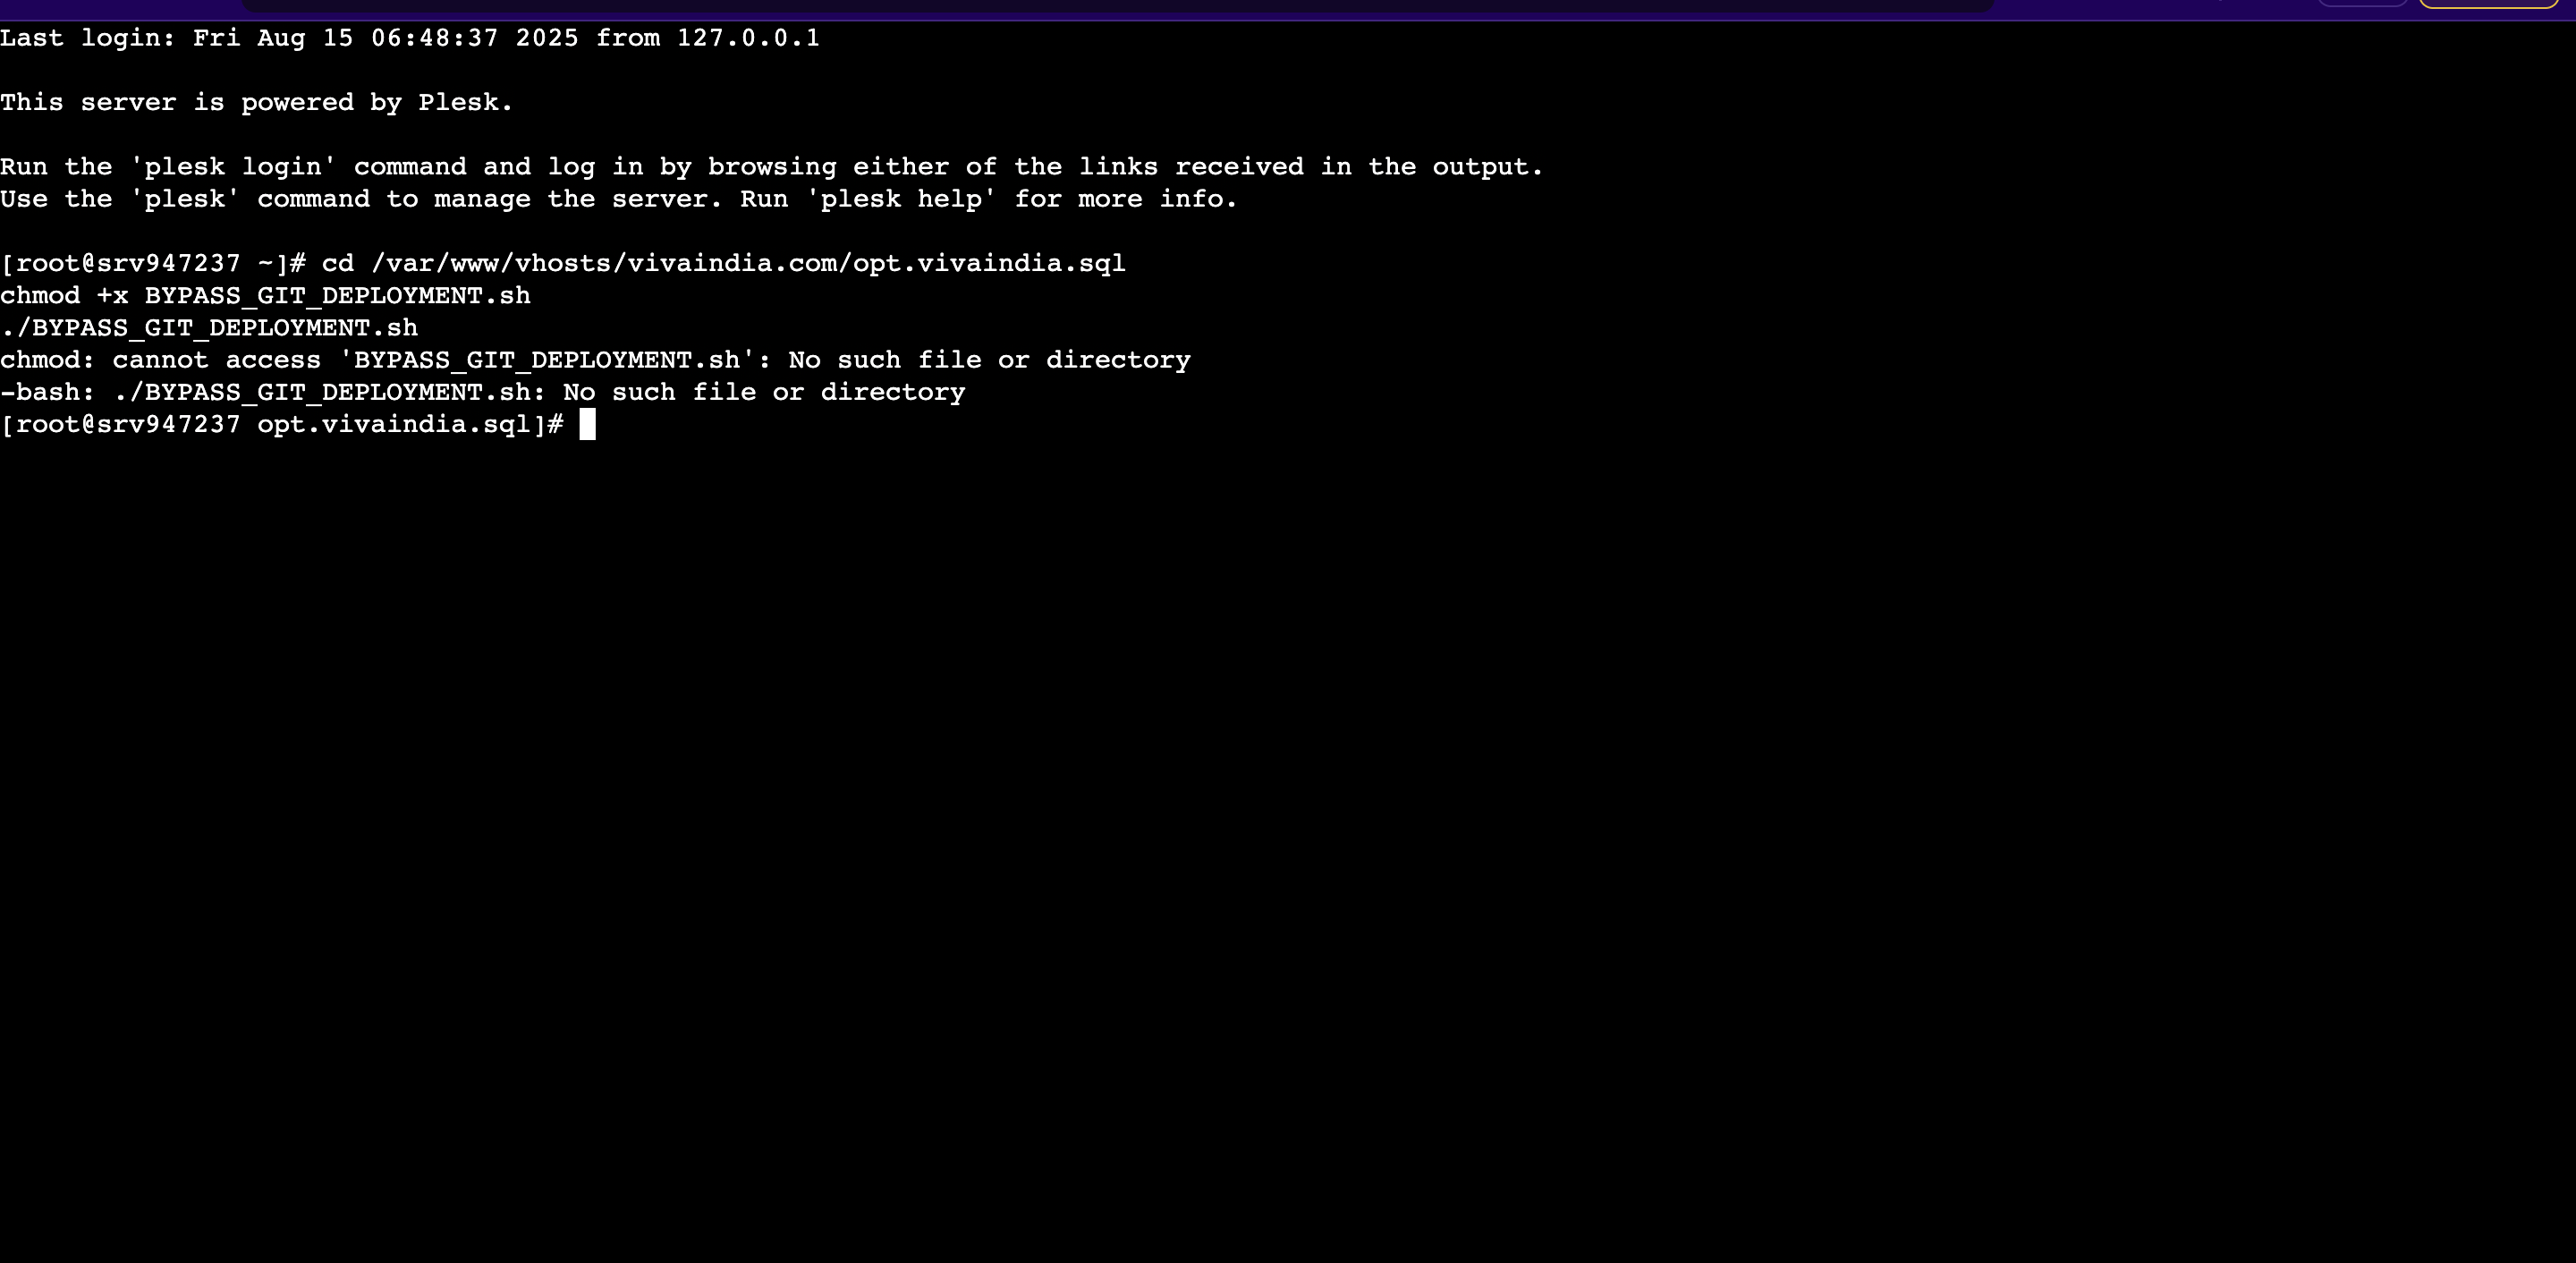 Last login: Fri Aug 15 06:48:37 2025 from 127.0.0.1
This server is powered by Plesk.
Run the 'plesk login' command and log in by browsing either of the links received in the output.
Use the 'plesk' command to manage the server. Run 'plesk help' for more info.
[root@srv947237 ~]# cd /var/www/vhosts/vivaindia.com/opt.vivaindia.sql
chmod +x BYPASS_GIT_DEPLOYMENT.sh
./BYPASS_GIT_DEPLOYMENT.sh
chmod: cannot access 'BYPASS_GIT_DEPLOYMENT.sh': No such file or directory
-bash: ./BYPASS_GIT_DEPLOYMENT.sh: No such file or directory
[root@srv947237 opt.vivaindia.sql]#